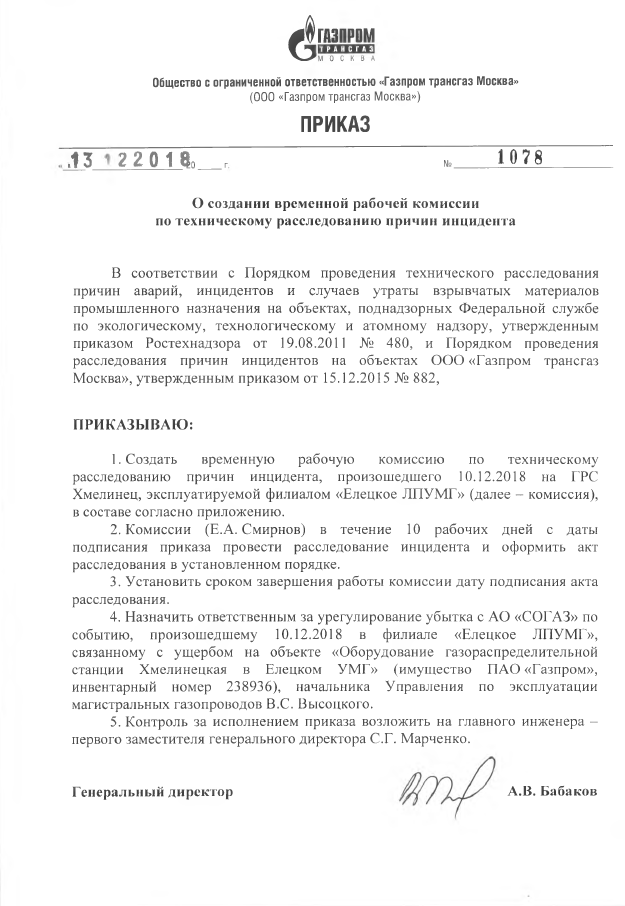 ГАЗПРОМ
ТРАНСГАЗ
МОСКВА
Общество с ограниченной ответственностью «Газпром трансгаз Москва»
(ООО «Газпром трансгаз Москва»)
ПРИКАЗ
« 13 12 2018 20 г.
№ 1078
О создании временной рабочей комиссии
по техническому расследованию причин инцидента
В соответствии с Порядком проведения технического расследования
причин аварий, инцидентов и случаев утраты взрывчатых материалов
промышленного назначения на объектах, поднадзорных Федеральной службе
по экологическому, технологическому и атомному надзору, утвержденным
приказом Ростехнадзора от 19.08.2011 № 480, и Порядком проведения
расследования причин инцидентов на объектах ООО «Газпром трансгаз
Москва», утвержденным приказом от 15.12.2015 № 882,
ПРИКАЗЫВАЮ:
1. Создать временную рабочую комиссию по техническому
расследованию причин инцидента, произошедшего 10.12.2018 на ГРС
Хмелинец, эксплуатируемой филиалом «Елецкое ЛПУМГ» (далее – комиссия),
в составе согласно приложению.
2. Комиссии (Е.А. Смирнов) в течение 10 рабочих дней с даты
подписания приказа провести расследование инцидента и оформить акт
расследования в установленном порядке.
3. Установить сроком завершения работы комиссии дату подписания акта
расследования.
4. Назначить ответственным за урегулирование убытка с АО «СОГАЗ» по
событию, произошедшему 10.12.2018 в филиале «Елецкое ЛПУМГ»,
связанному с ущербом на объекте «Оборудование газораспределительной
станции Хмелинецкая в Елецком УМГ» (имущество ПАО «Газпром»,
инвентарный номер 238936), начальника Управления по эксплуатации
магистральных газопроводов В.С. Высоцкого.
5. Контроль за исполнением приказа возложить на главного инженера –
первого заместителя генерального директора С.Г. Марченко.
Генеральный директор
А.В. Бабаков